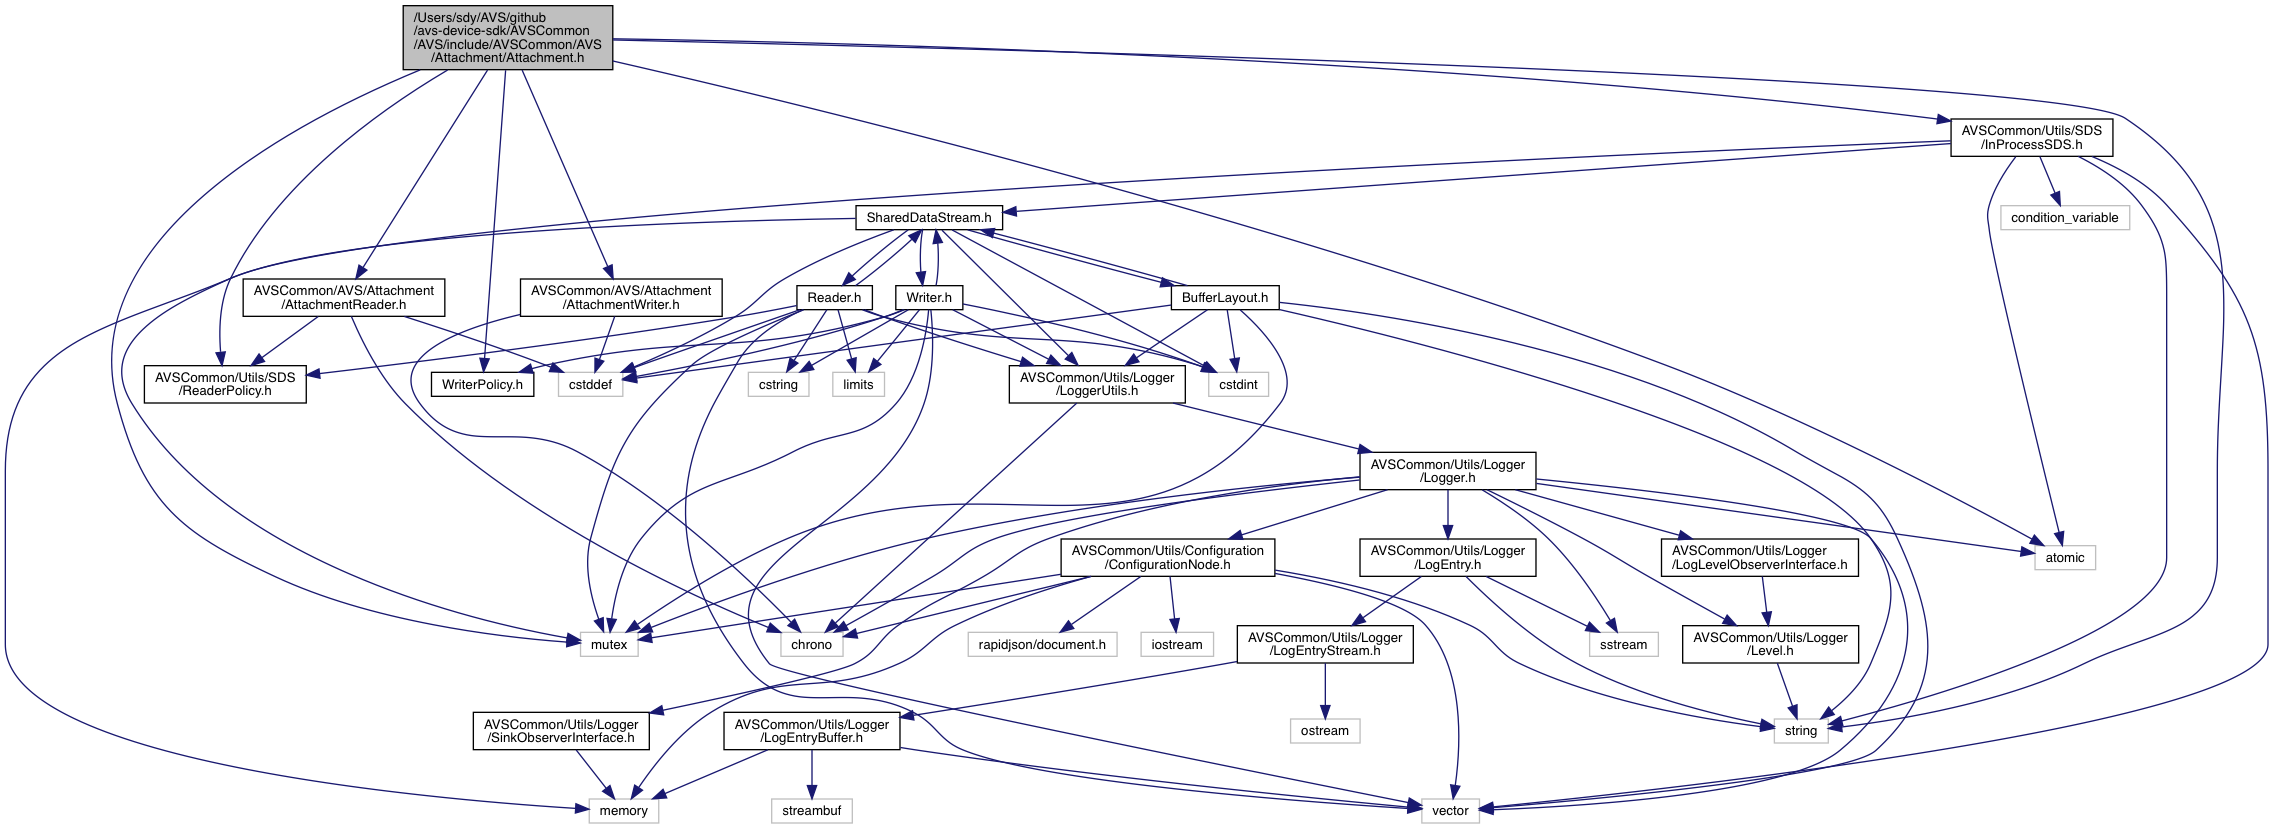 /Users/sdy/AVS/github
/avs-device-sdk/AVSCommon
/AVS/include/AVSCommon/AVS
/Attachment/Attachment.h
AVSCommon/Utils/SDS
/InProcessSDS.h
SharedDataStream.h
condition_variable
AVSCommon/AVS/Attachment
/AttachmentReader.h
AVSCommon/AVS/Attachment
/AttachmentWriter.h
Reader.h
Writer.h
BufferLayout.h
AVSCommon/Utils/SDS
/ReaderPolicy.h
WriterPolicy.h
cstddef
cstring
limits
AVSCommon/Utils/Logger
/LoggerUtils.h
cstdint
AVSCommon/Utils/Logger
/Logger.h
AVSCommon/Utils/Configuration
/ConfigurationNode.h
AVSCommon/Utils/Logger
/LogEntry.h
AVSCommon/Utils/Logger
/LogLevelObserverInterface.h
atomic
mutex
chrono
rapidjson/document.h
iostream
AVSCommon/Utils/Logger
/LogEntryStream.h
sstream
AVSCommon/Utils/Logger
/Level.h
AVSCommon/Utils/Logger
/SinkObserverInterface.h
AVSCommon/Utils/Logger
/LogEntryBuffer.h
ostream
string
memory
streambuf
vector